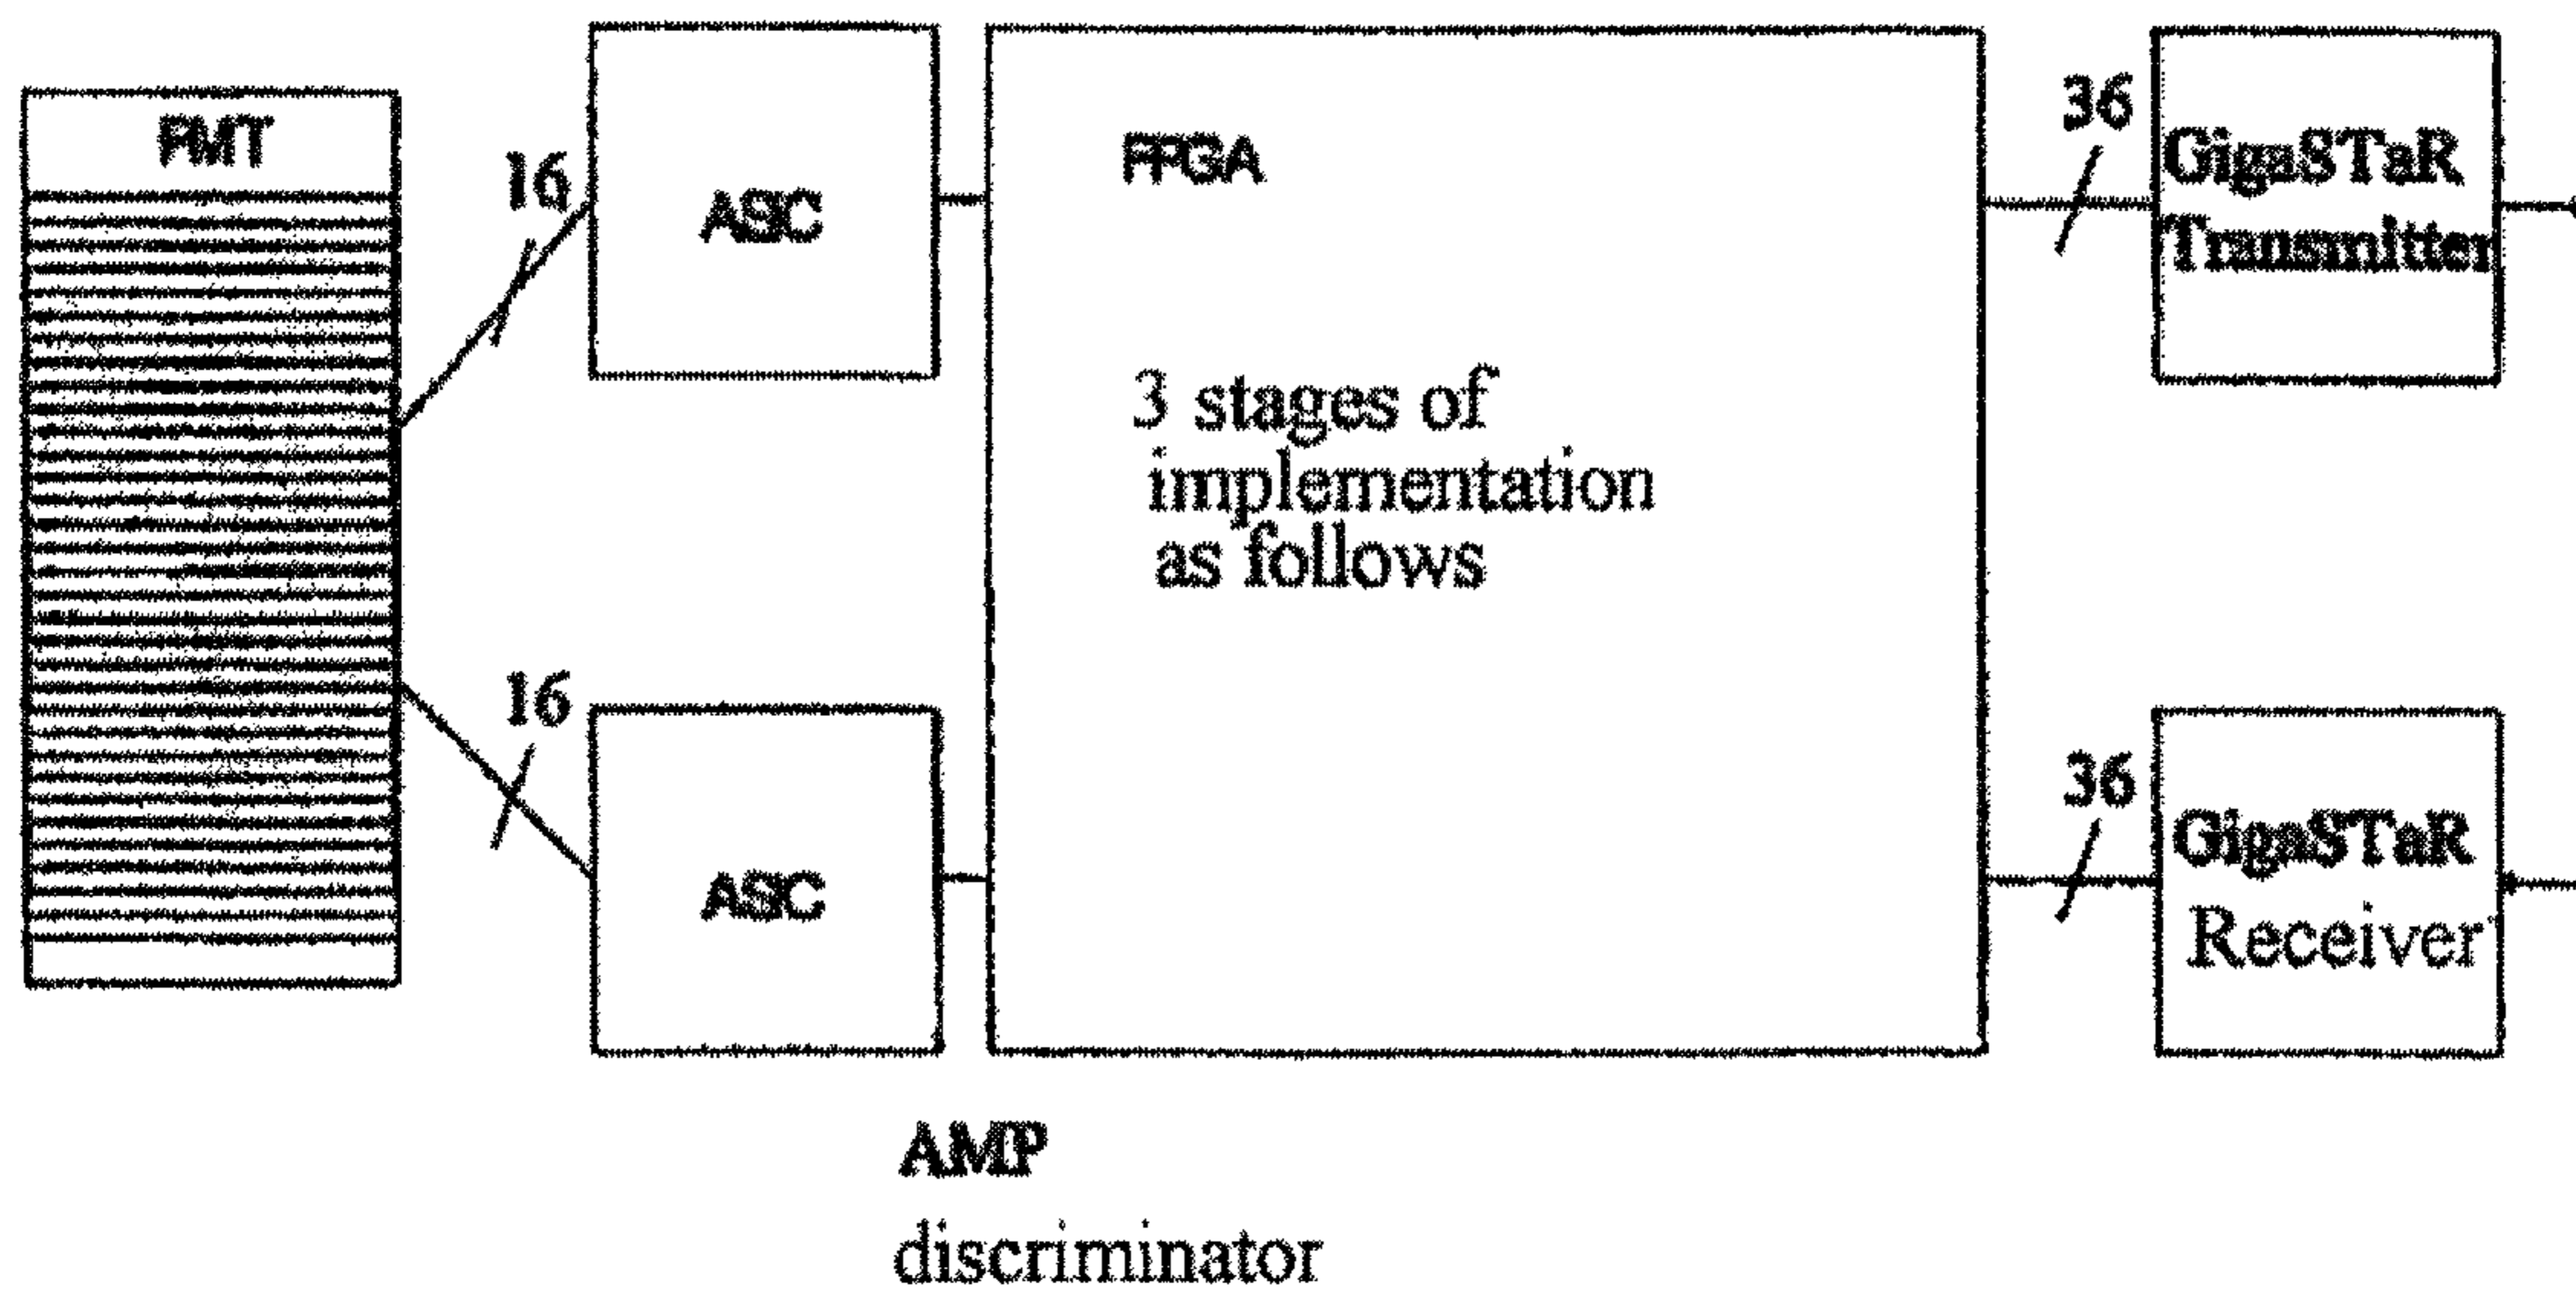 PMT
16
ASIC
FPGA
36
GigaSTaR
Transmitter
3 stages of
implementation
as follows
16
ASIC
36
GigaSTaR
Receiver
AMP
discriminator